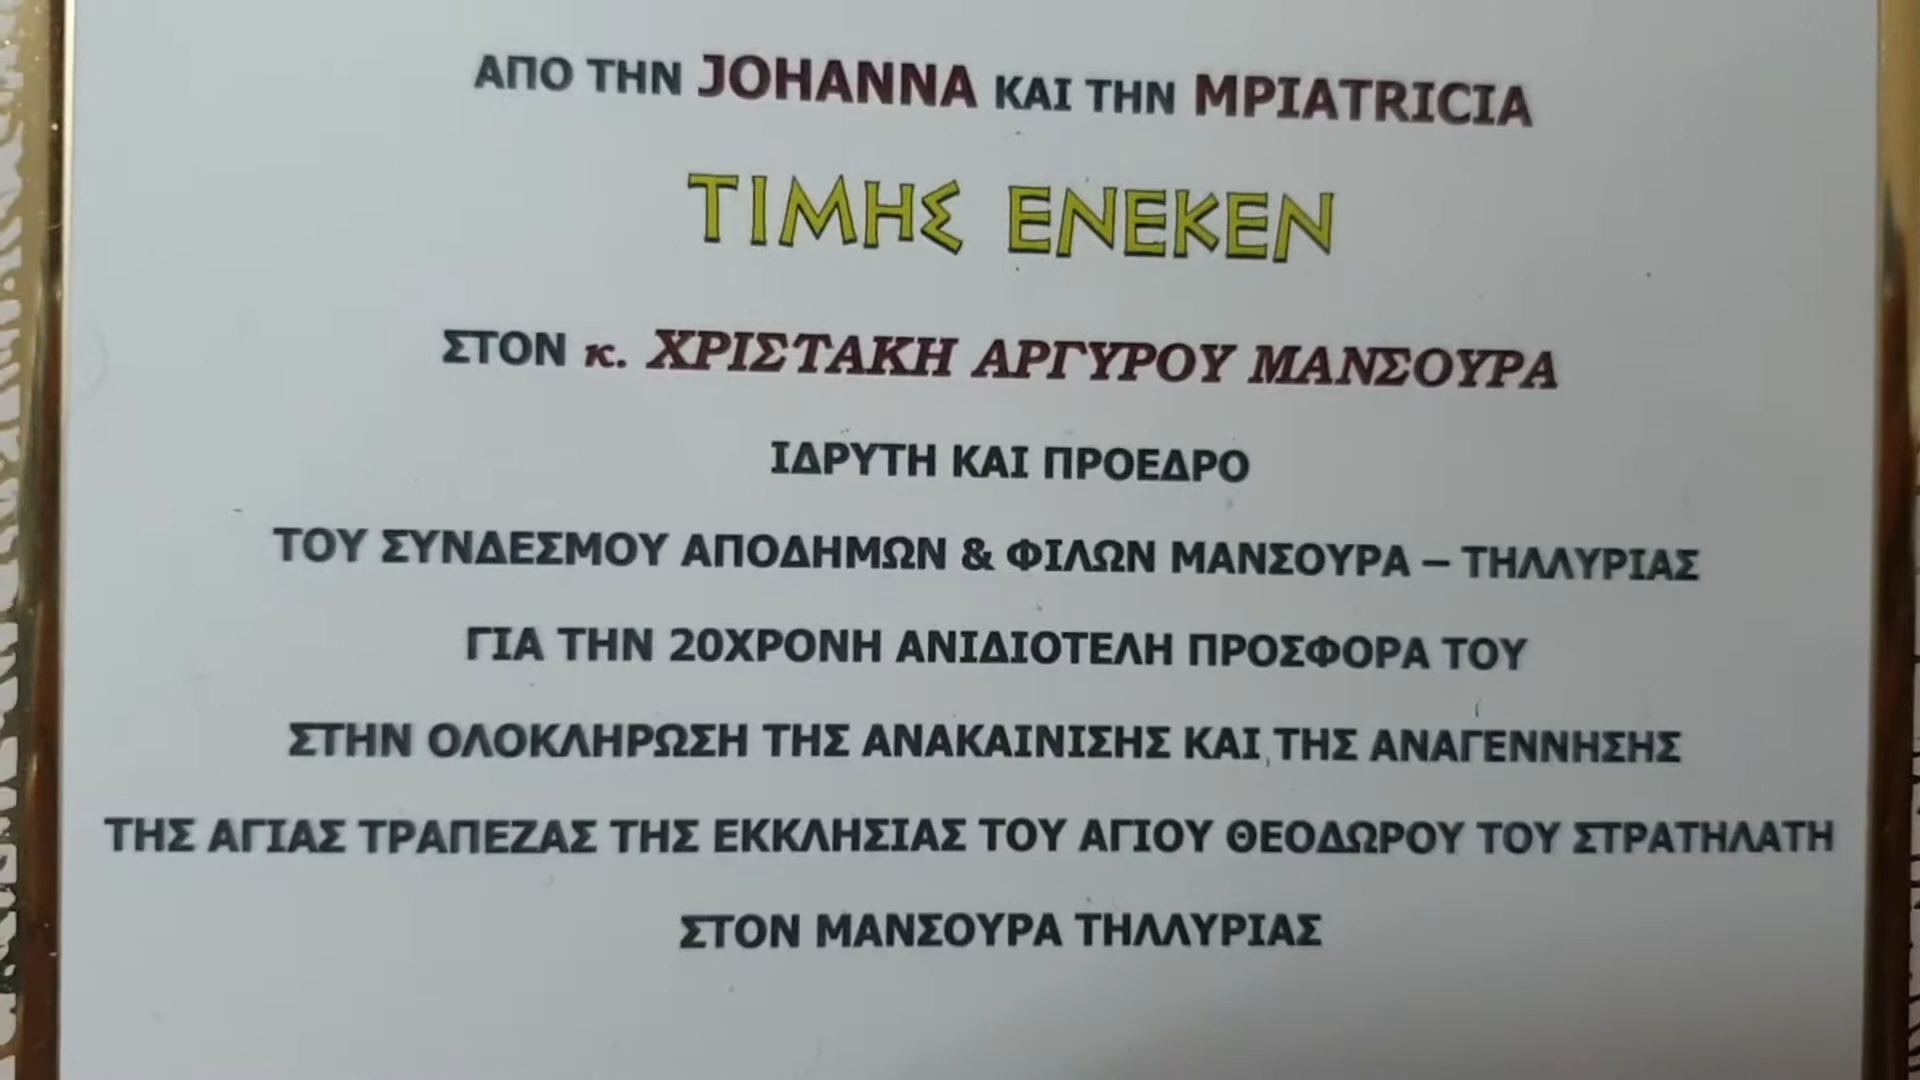 ΑΠΟ ΤΗΝ JOHANNA ΚΑΙ ΤΗΝ MPIATRICIA
ΤΙΜΗΣ ΕΝΕΚΕΝ
ΣΤΟΝ κ. ΧΡΙΣΤΑΚΗ ΑΡΓΥΡΟΥ ΜΑΝΣΟΥΡΑ
ΙΔΡΥΤΗ ΚΑΙ ΠΡΟΕΔΡΟ
ΤΟΥ ΣΥΝΔΕΣΜΟΥ ΑΠΟΔΗΜΩΝ & ΦΙΛΩΝ ΜΑΝΣΟΥΡΑ – ΤΗΛΛΥΡΙΑΣ
ΓΙΑ ΤΗΝ 20ΧΡΟΝΗ ΑΝΙΔΙΟΤΕΛΗ ΠΡΟΣΦΟΡΑ ΤΟΥ
ΣΤΗΝ ΟΛΟΚΛΗΡΩΣΗ ΤΗΣ ΑΝΑΚΑΙΝΙΣΗΣ ΚΑΙ ΤΗΣ ΑΝΑΓΕΝΝΗΣΗΣ
ΤΗΣ ΑΓΙΑΣ ΤΡΑΠΕΖΑΣ ΤΗΣ ΕΚΚΛΗΣΙΑΣ ΤΟΥ ΑΓΙΟΥ ΘΕΟΔΩΡΟΥ ΤΟΥ ΣΤΡΑΤΗΛΑΤΗ
ΣΤΟΝ ΜΑΝΣΟΥΡΑ ΤΗΛΛΥΡΙΑΣ